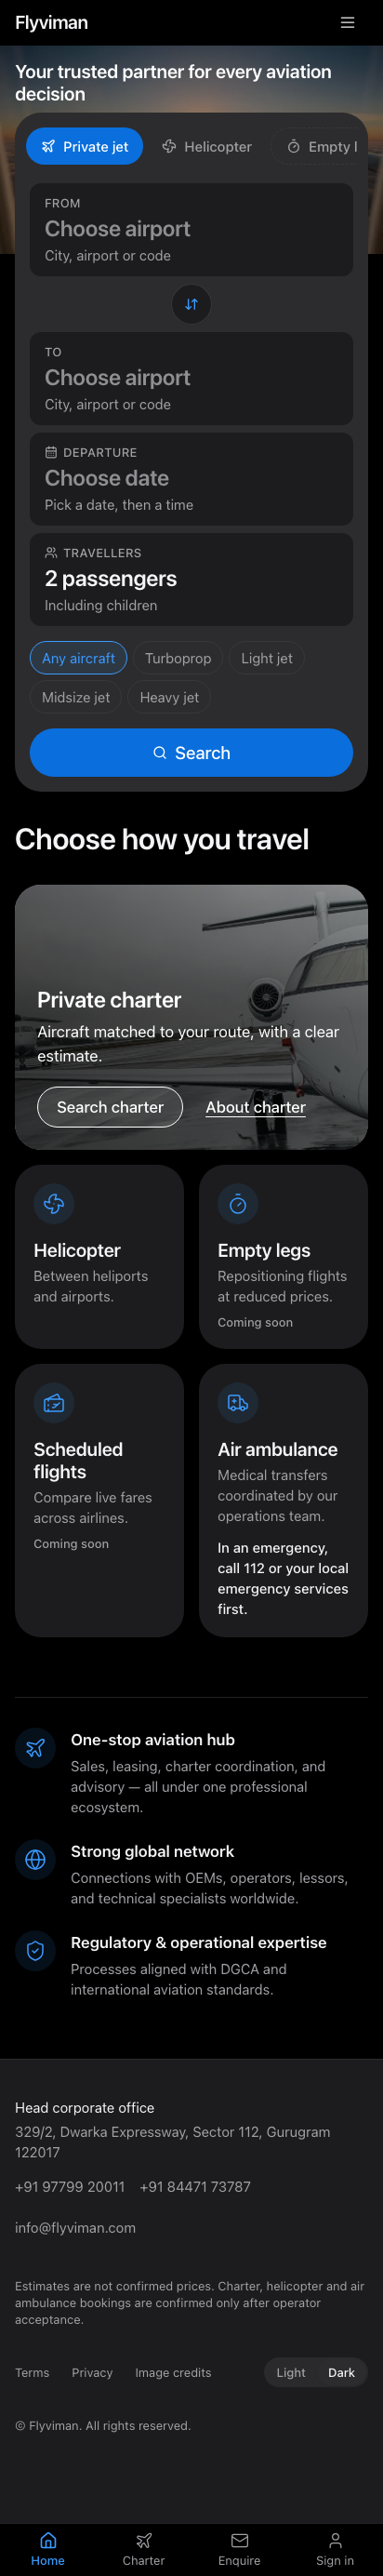 Flyviman
Your trusted partner for every aviation
decision
Private jet
Helicopter
Empty l
FROM
Choose airport
City, airport or code
TO
Choose airport
City, airport or code
DEPARTURE
Choose date
Pick a date, then a time
TRAVELLERS
2 passengers
Including children
Any aircraft
Turboprop
Light jet
Midsize jet
Heavy jet
Search
Choose how you travel
Private charter
Aircraft matched to your route, with a clear
estimate.
Search charter
About charter
Helicopter
Between heliports
and airports.
Empty legs
Repositioning flights
at reduced prices.
Coming soon
Scheduled
flights
Compare live fares
across airlines.
Coming soon
Air ambulance
Medical transfers
coordinated by our
operations team.
In an emergency,
call 112 or your local
emergency services
first.
One-stop aviation hub
Sales, leasing, charter coordination, and
advisory — all under one professional
ecosystem.
Strong global network
Connections with OEMs, operators, lessors,
and technical specialists worldwide.
Regulatory & operational expertise
Processes aligned with DGCA and
international aviation standards.
Head corporate office
329/2, Dwarka Expressway, Sector 112, Gurugram
122017
+91 97799 20011 +91 84471 73787
info@flyviman.com
Estimates are not confirmed prices. Charter, helicopter and air
ambulance bookings are confirmed only after operator
acceptance.
Terms
Privacy
Image credits
Light
Dark
© Flyviman. All rights reserved.
Home
Charter
Enquire
Sign in